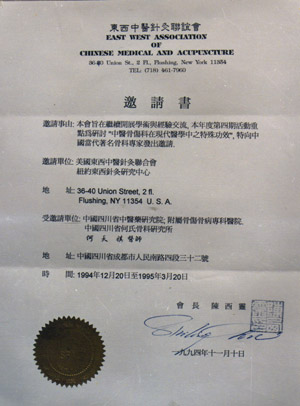 東西中醫針灸聯誼會
EAST WEST ASSOCIATION
OF
CHINESE MEDICAL AND ACUPUNCTURE
36-40 Union St., 2 Fl., Flushing, New York 11354
TEL: (718) 461-7060
邀請書
邀請事由: 本會旨在繼續開展學術與經驗交流, 本年度第四期活動重
點爲研討"中醫骨傷科在現代醫學中之特殊功效", 特向中
國當代著名骨科專家發出邀請.
邀請單位: 美國東西中醫針灸聯合會
紐約東西針灸研究中心
地 址: 36-40 Union Street, 2 fl.
Flushing, NY 11354 U. S. A.
受邀請單位: 中國四川省中醫藥研究院; 附屬骨傷骨病專科醫院.
中國四川省何氏骨科研究所
何天祺醫師
地 址: 中國四川省成都市人民南路四段三十二號
時 間: 1994年12月20日至1995年3月20日
會 長 陳西靈
一九九四年十一月十日